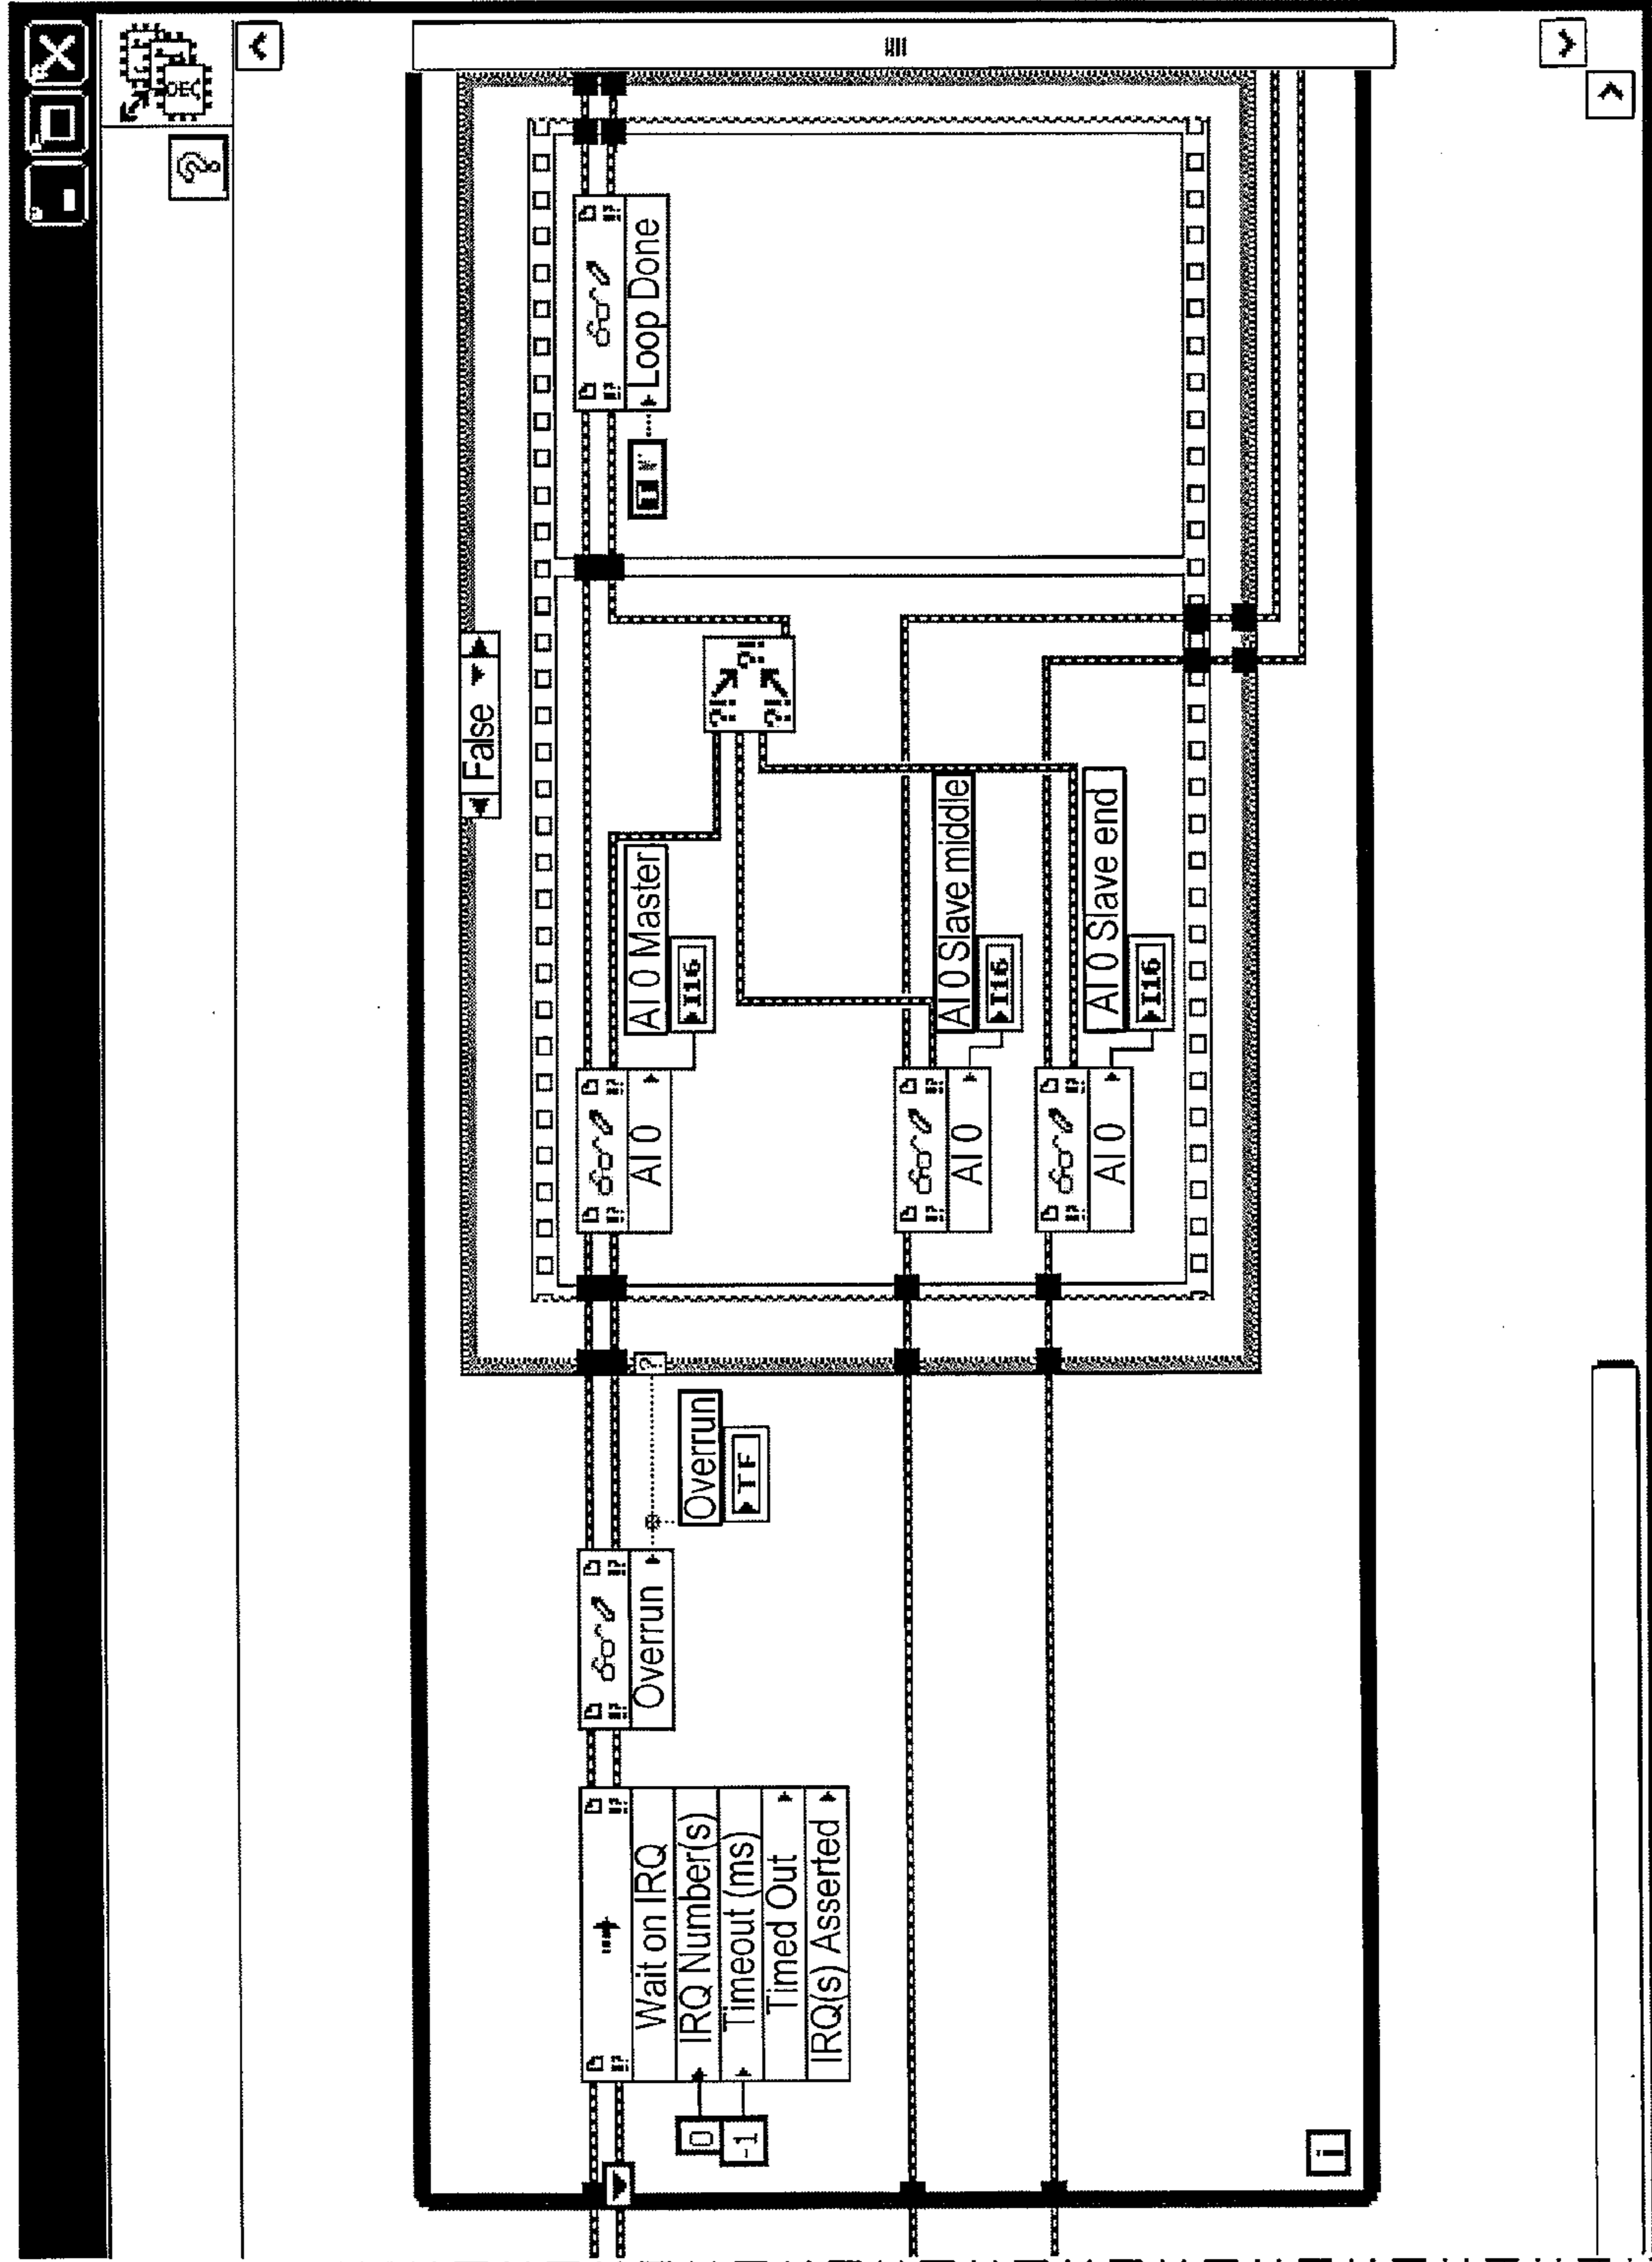 DEC
?
False
Wait on IRQ
IRQ Number(s)
Timeout (ms)
Timed Out
IRQ(s) Asserted
0
-1
Overrun
Overrun
TF
?
AI 0
AI 0 Master
I16
AI 0
AI 0 Slave middle
I16
AI 0
AI 0 Slave end
I16
Loop Done
i